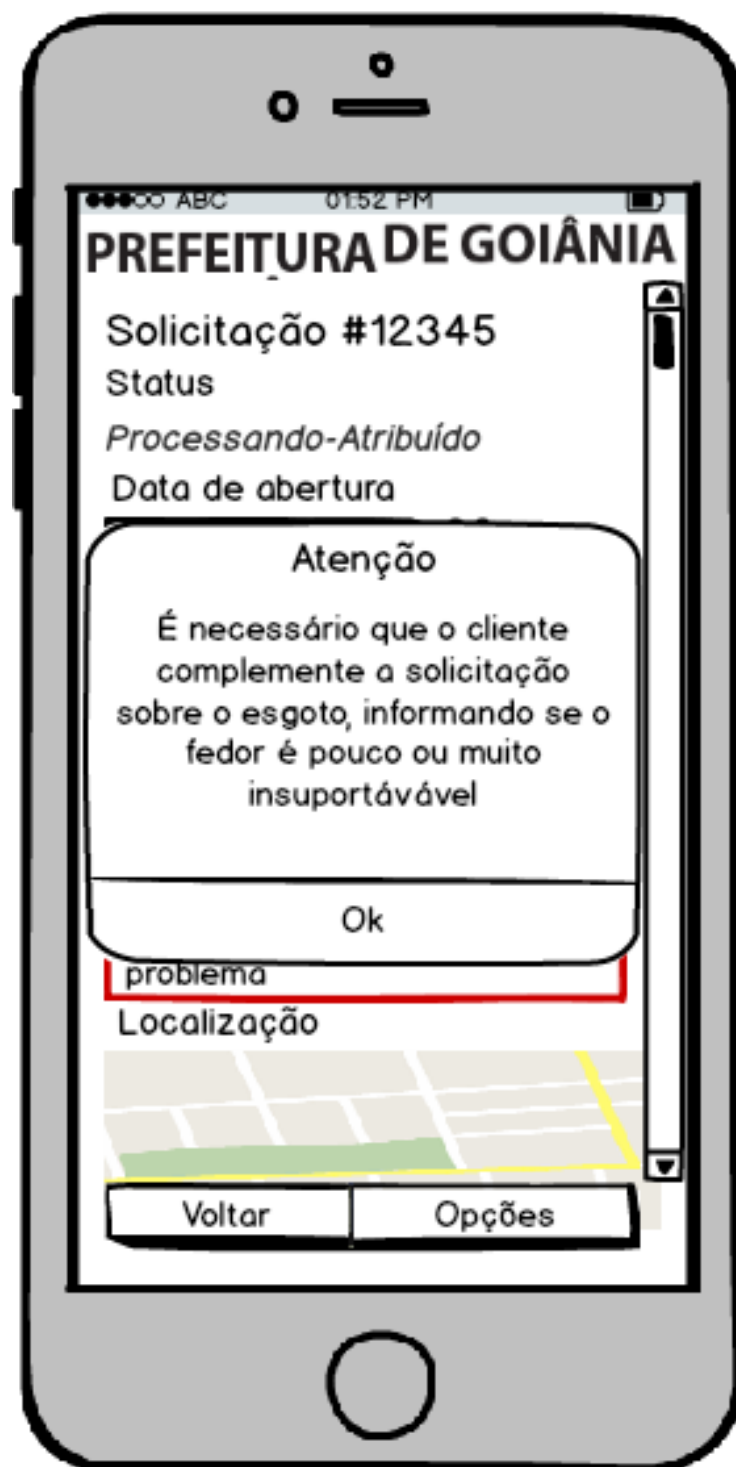 ABC 01:52 PM
PREFEITURA DE GOIÂNIA
Solicitação #12345
Status
Processando-Atribuído
Data de abertura
Atenção
É necessário que o cliente
complemente a solicitação
sobre o esgoto, informando se o
fedor é pouco ou muito
insuportávável
Ok
problema
Localização
Voltar Opções